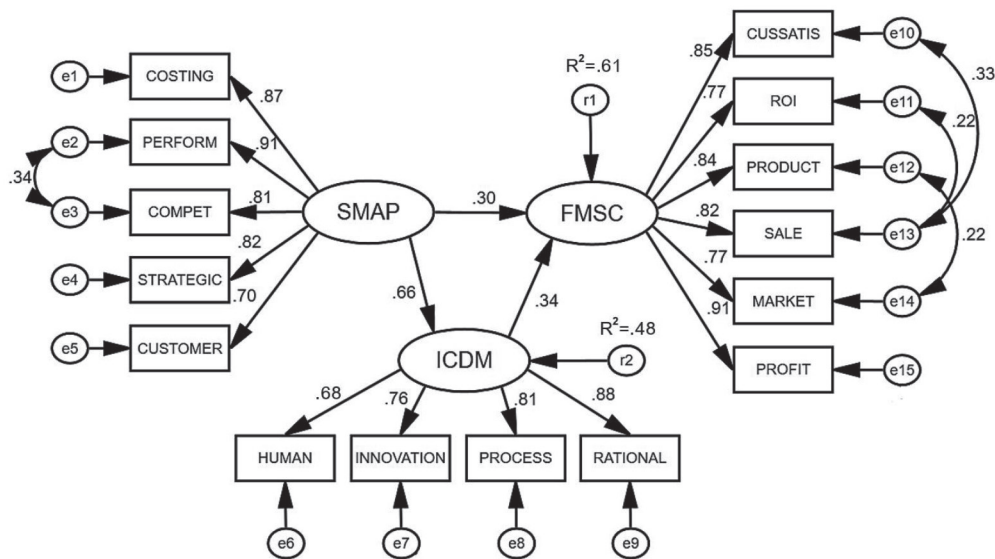 CUSSATIS
e10
.85
R²=.61
.33
e1
COSTING
r1
.77
ROI
e11
.87
.22
e2
PERFORM
.91
.84
PRODUCT
e12
.34
e3
COMPET
.81
SMAP
.30
FMSC
.82
SALE
e13
.22
e4
STRATEGIC
.82
.77
.66
.34
MARKET
e14
.70
.91
R²=.48
e5
CUSTOMER
ICDM
r2
PROFIT
e15
.68
.76
.81
.88
HUMAN
INNOVATION
PROCESS
RATIONAL
e6
e7
e8
e9